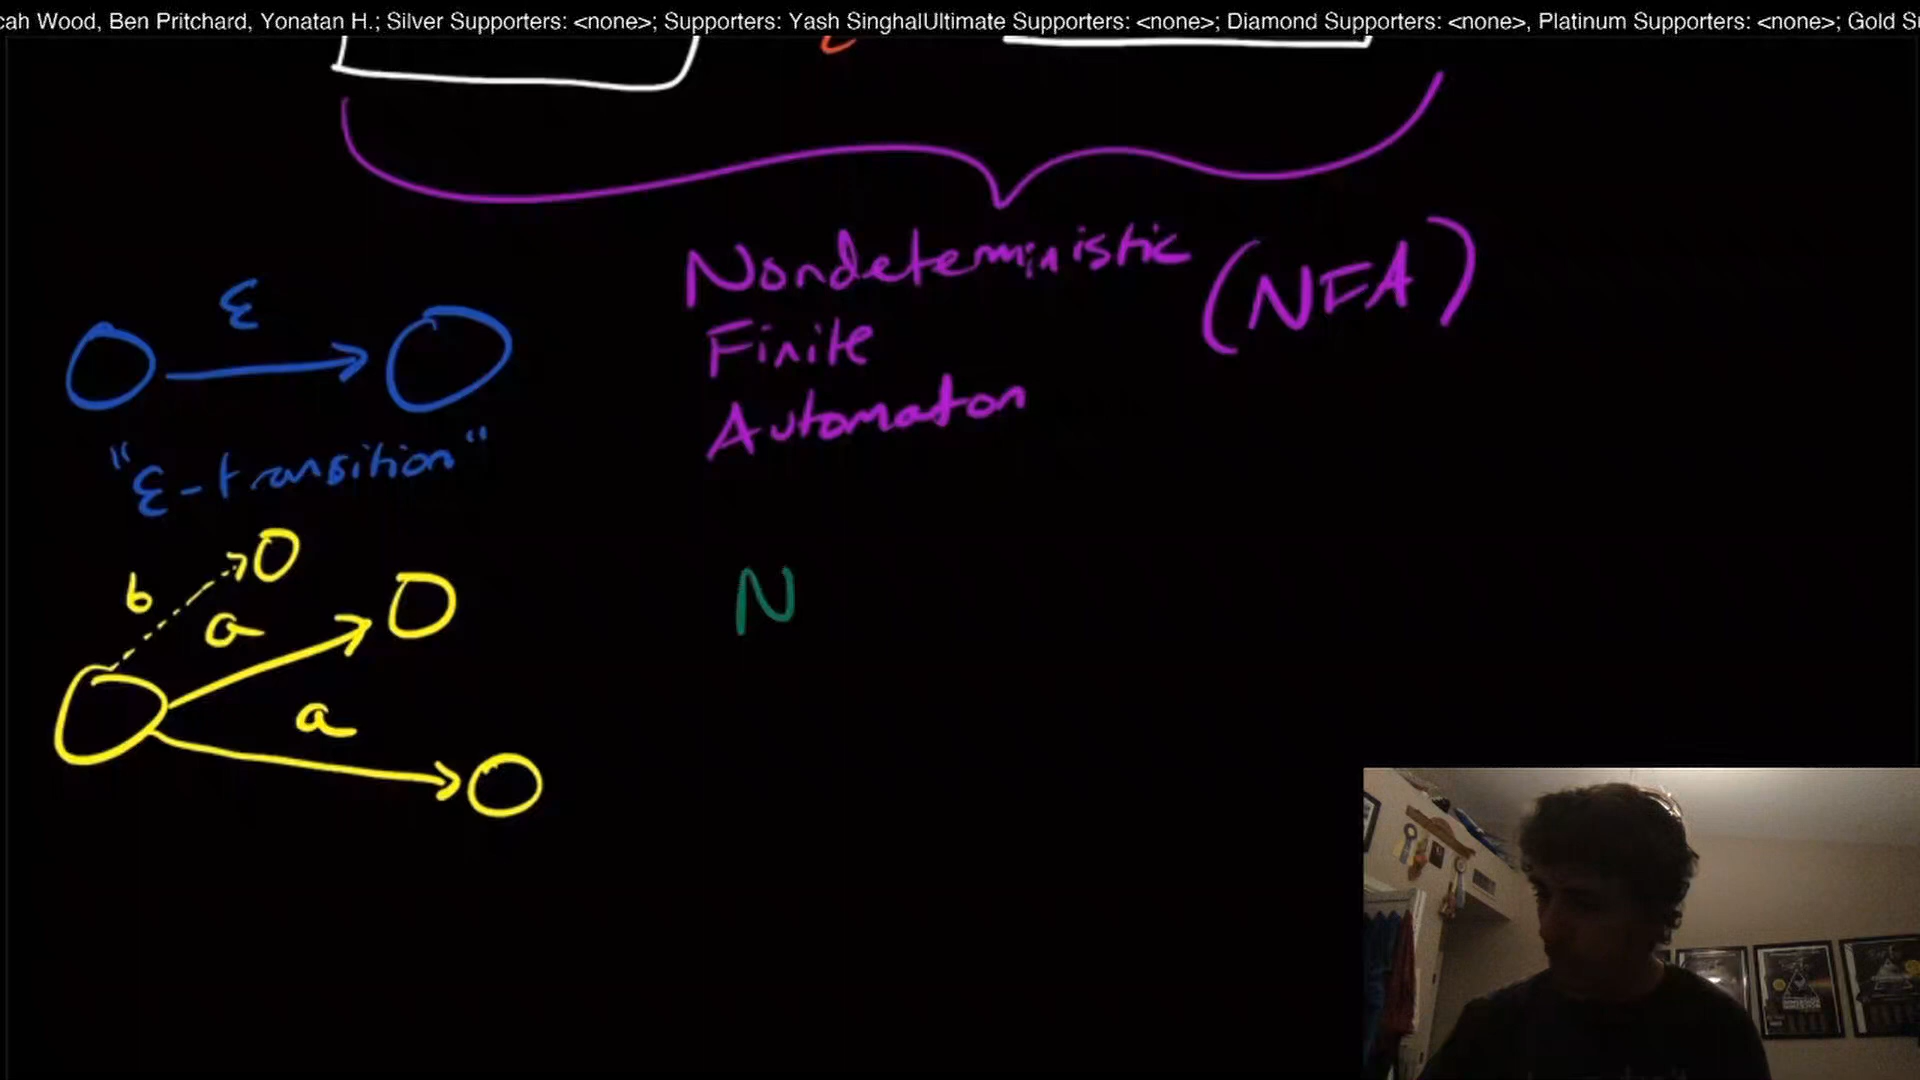 cah Wood, Ben Pritchard, Yonatan H.; Silver Supporters: <none>; Supporters: Yash SinghalUltimate Supporters: <none>; Diamond Supporters: <none>, Platinum Supporters: <none>; Gold S
Nondeterministic (NFA)
Finite
Automaton
ε
"ε-transition"
b
a
a
N